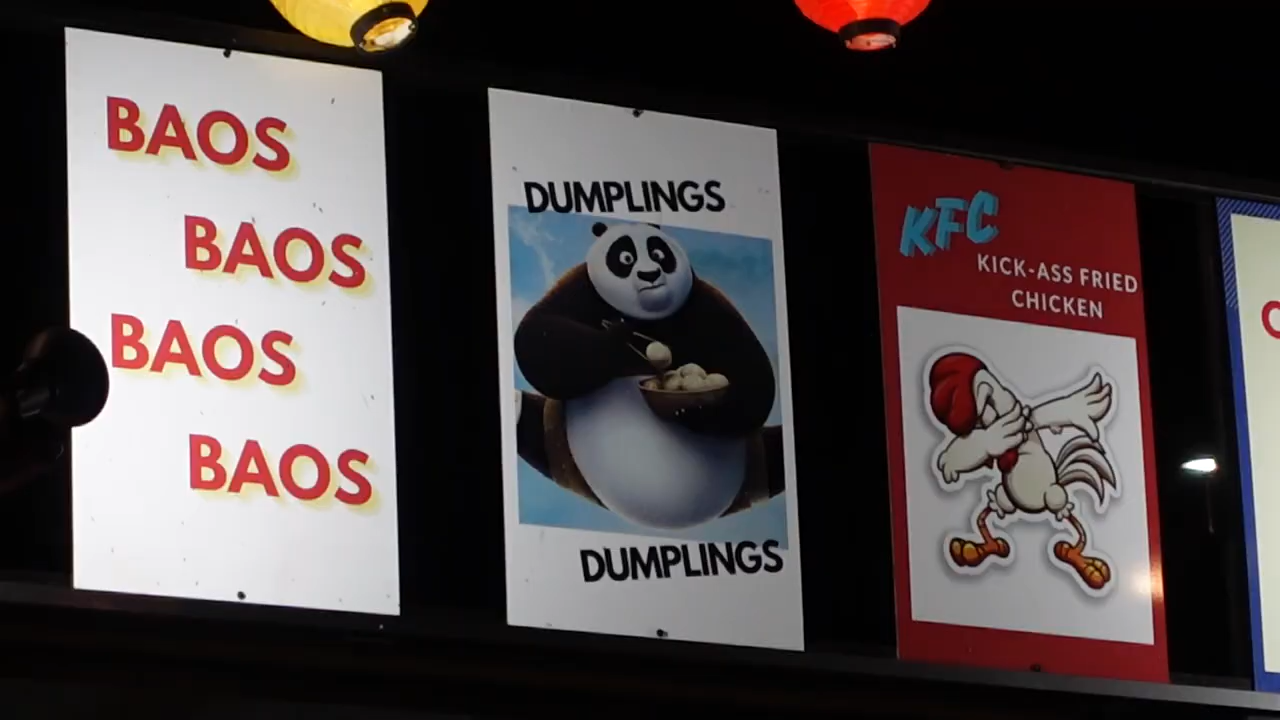 BAOS
BAOS
BAOS
BAOS
DUMPLINGS
DUMPLINGS
KFC
KICK-ASS FRIED
CHICKEN